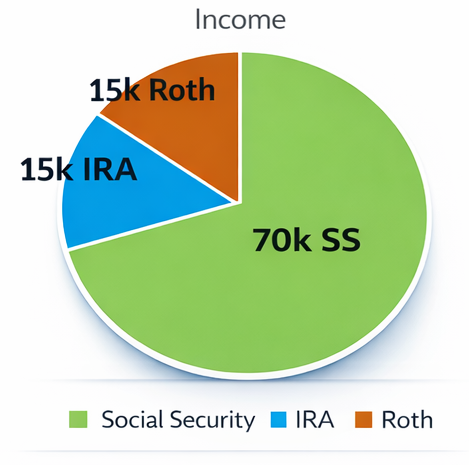 Income
15k Roth
15k IRA
70k SS
Social Security IRA Roth